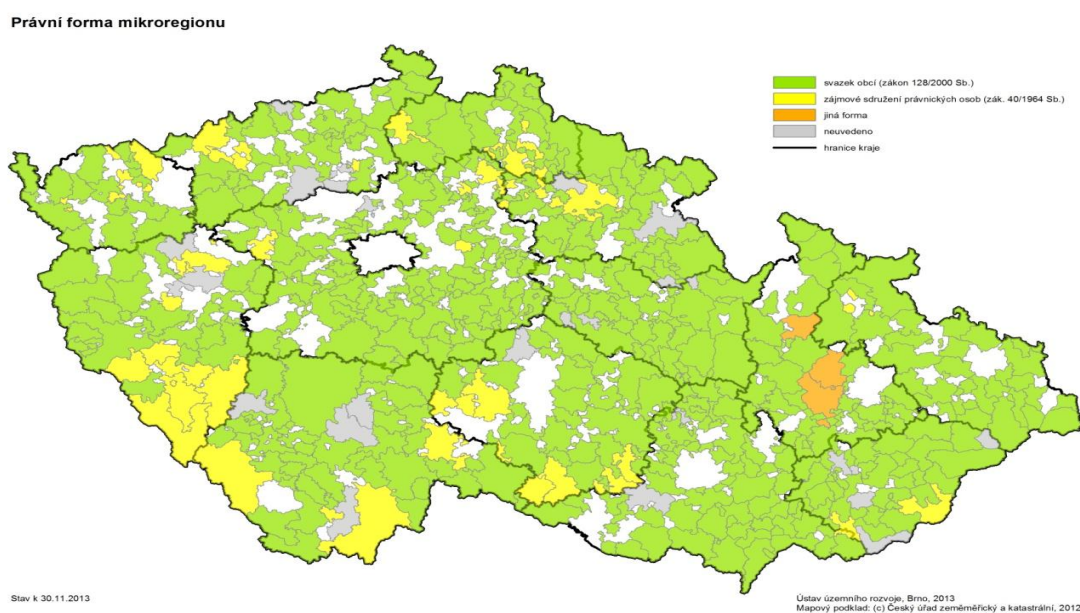 Právní forma mikroregionu
svazek obcí (zákon 128/2000 Sb.)
zájmové sdružení právnických osob (zák. 40/1964 Sb.)
jiná forma
neuvedeno
hranice kraje
Stav k 30.11.2013
Ústav územního rozvoje, Brno, 2013
Mapový podklad: (c) Český úřad zeměměřický a katastrální, 2012